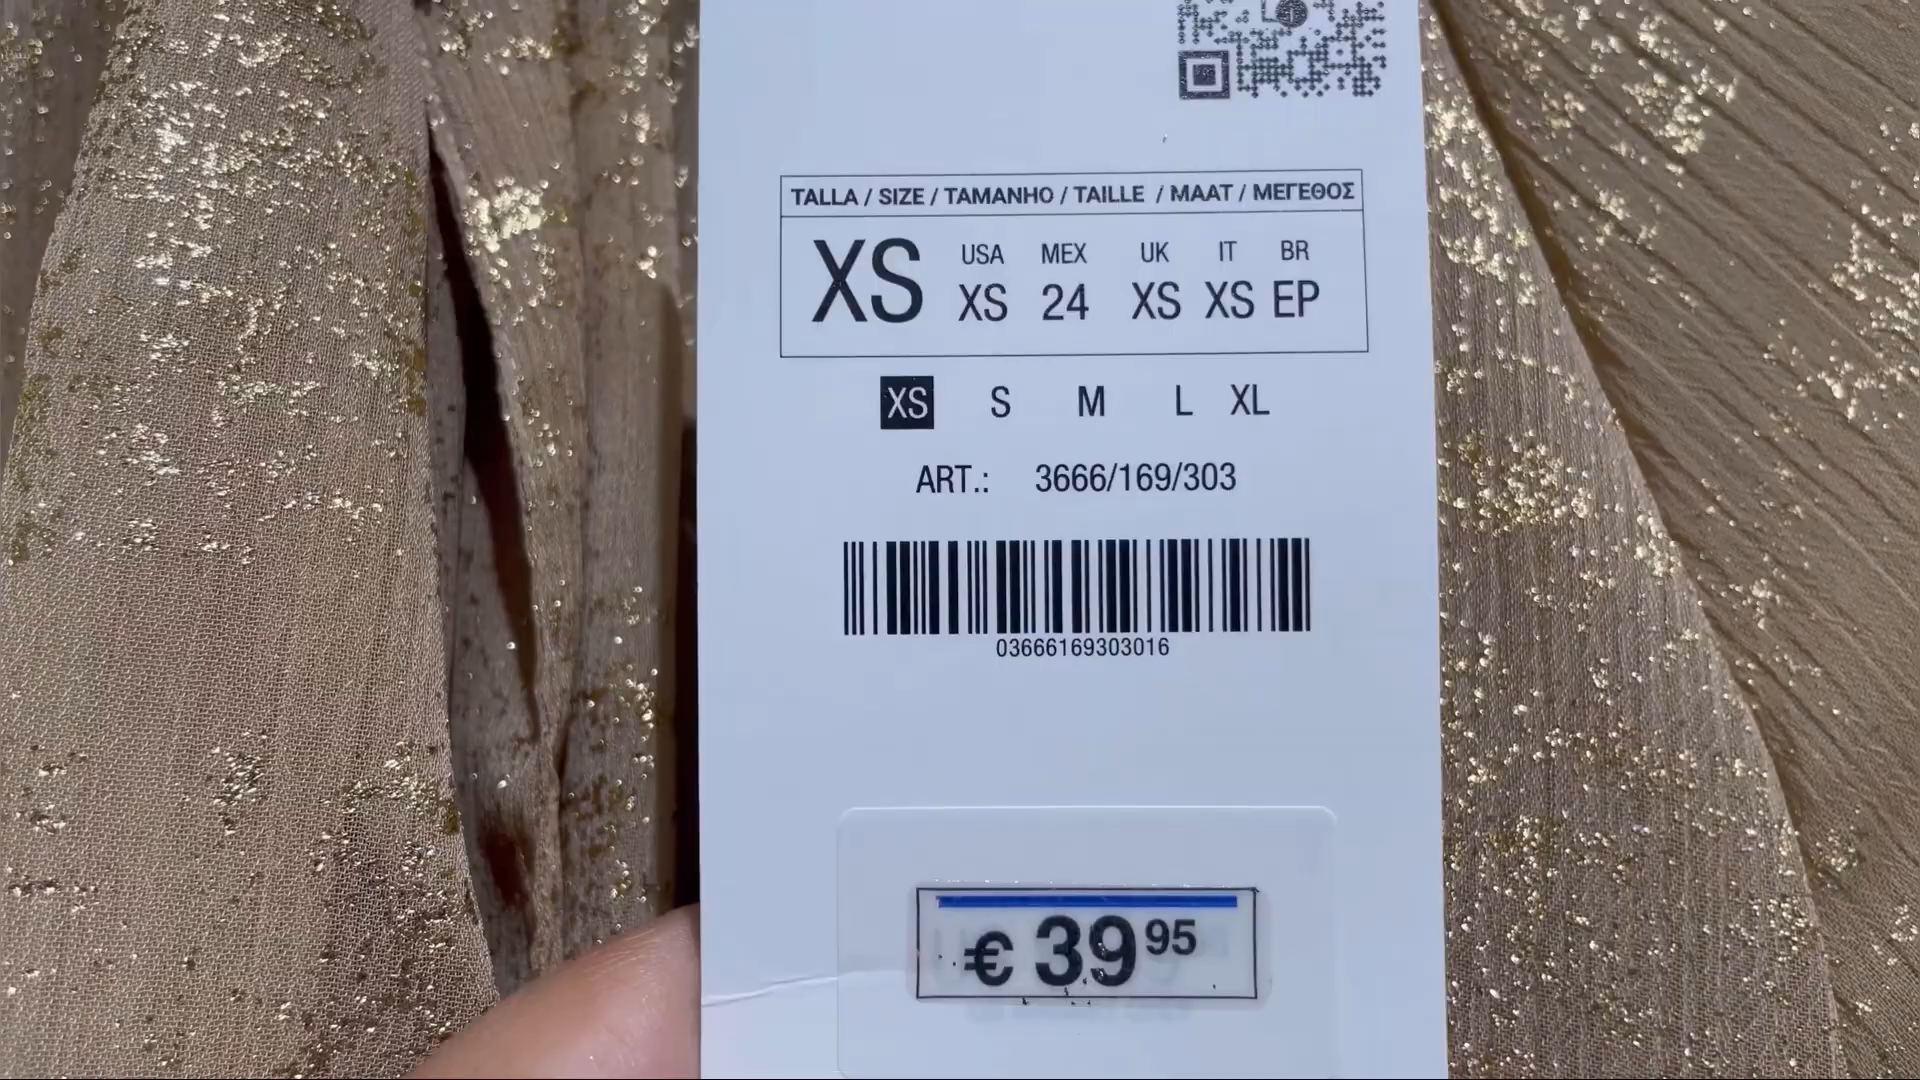 TALLA / SIZE / TAMANHO / TAILLE / MAAT / ΜΕΓΕΘΟΣ
XS USA MEX UK IT BR
XS 24 XS XS EP
XS S M L XL
ART.: 3666/169/303
03666169303016
€ 39 95